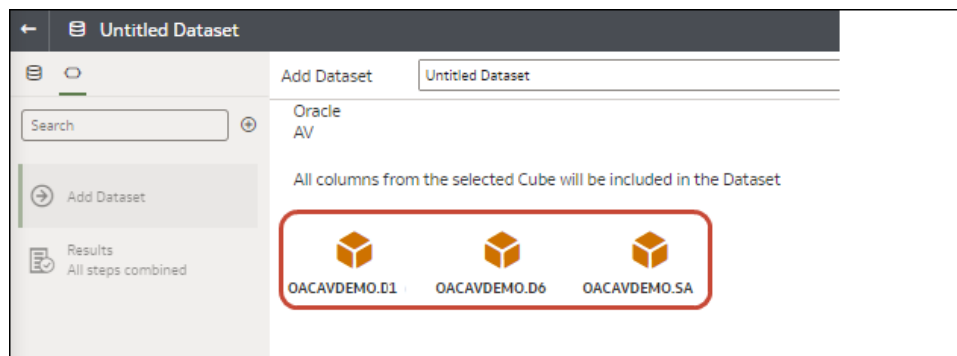 Untitled Dataset
Search
Add Dataset
Results
All steps combined
Add Dataset
Untitled Dataset
Oracle
AV
All columns from the selected Cube will be included in the Dataset
OACAVDEMO.D1
OACAVDEMO.D6
OACAVDEMO.SA